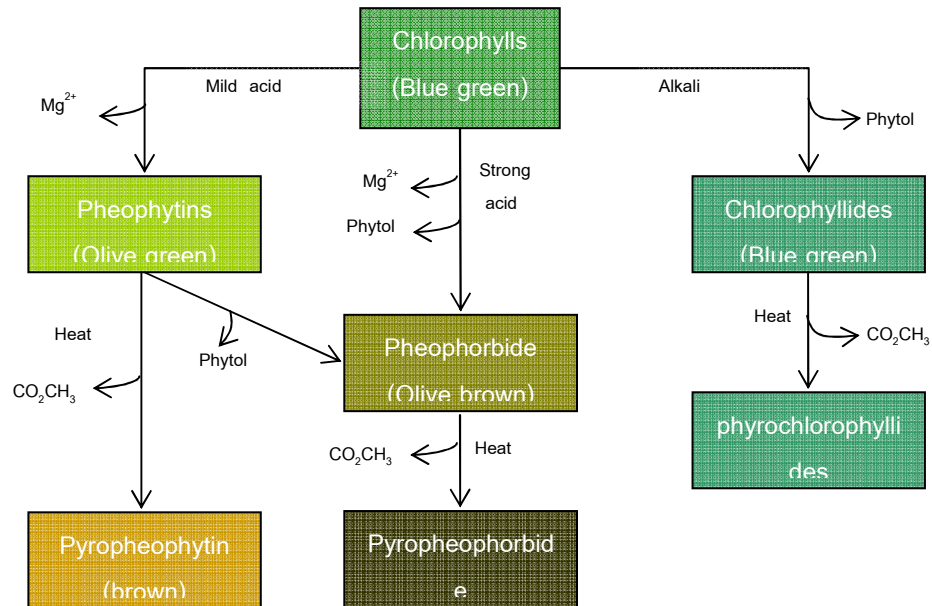 Chlorophylls
(Blue green)
Mild acid
Alkali
Mg2+
Phytol
Mg2+
Strong
acid
Phytol
Pheophytins
(Olive green)
Chlorophyllides
(Blue green)
Heat
Phytol
CO2CH3
Heat
CO2CH3
Pheophorbide
(Olive brown)
phyrochlorophylli
des
CO2CH3
Heat
Pyropheophytin
(brown)
Pyropheophorbid
e